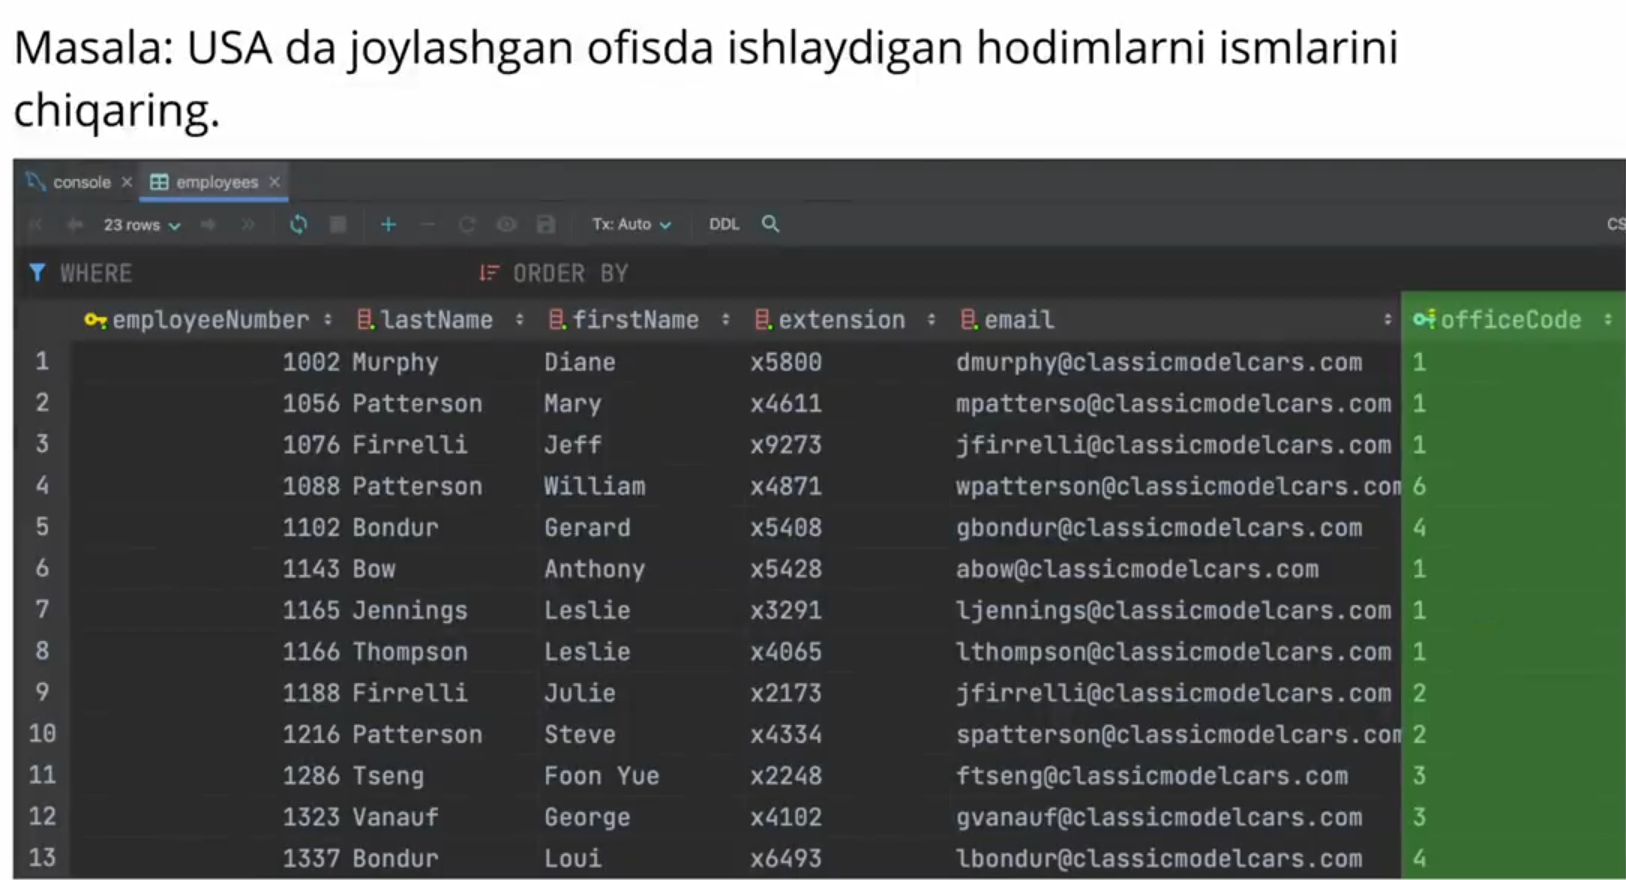 Masala: USA da joylashgan ofisda ishlaydigan hodimlarni ismlarini
chiqaring.
console employees
23 rows Tx: Auto DDL CS
WHERE ORDER BY
employeeNumber lastName firstName extension email officeCode
1 1002 Murphy Diane x5800 dmurphy@classicmodelcars.com 1
2 1056 Patterson Mary x4611 mpatterso@classicmodelcars.com 1
3 1076 Firrelli Jeff x9273 jfirrelli@classicmodelcars.com 1
4 1088 Patterson William x4871 wpatterson@classicmodelcars.com 6
5 1102 Bondur Gerard x5408 gbondur@classicmodelcars.com 4
6 1143 Bow Anthony x5428 abow@classicmodelcars.com 1
7 1165 Jennings Leslie x3291 ljennings@classicmodelcars.com 1
8 1166 Thompson Leslie x4065 lthompson@classicmodelcars.com 1
9 1188 Firrelli Julie x2173 jfirrelli@classicmodelcars.com 2
10 1216 Patterson Steve x4334 spatterson@classicmodelcars.com 2
11 1286 Tseng Foon Yue x2248 ftseng@classicmodelcars.com 3
12 1323 Vanauf George x4102 gvanauf@classicmodelcars.com 3
13 1337 Bondur Loui x6493 lbondur@classicmodelcars.com 4